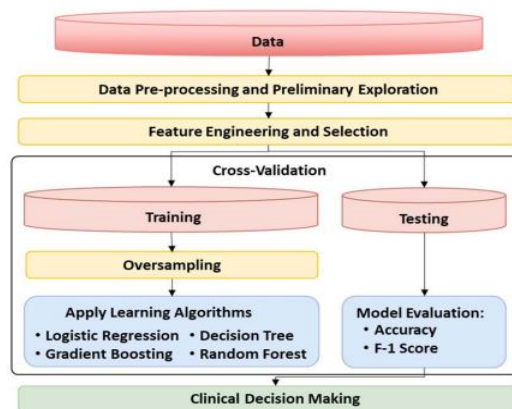 Data
Data Pre-processing and Preliminary Exploration
Feature Engineering and Selection
Cross-Validation
Training
Testing
Oversampling
Apply Learning Algorithms
• Logistic Regression • Decision Tree
• Gradient Boosting • Random Forest
Model Evaluation:
• Accuracy
• F-1 Score
Clinical Decision Making